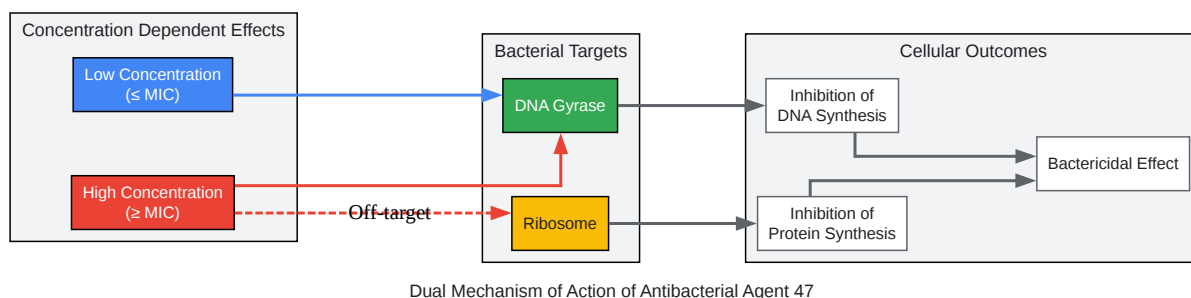 Concentration Dependent Effects
Low Concentration
(≤ MIC)
High Concentration
(≥ MIC)
Off-target
Bacterial Targets
DNA Gyrase
Ribosome
Cellular Outcomes
Inhibition of
DNA Synthesis
Inhibition of
Protein Synthesis
Bactericidal Effect
Dual Mechanism of Action of Antibacterial Agent 47